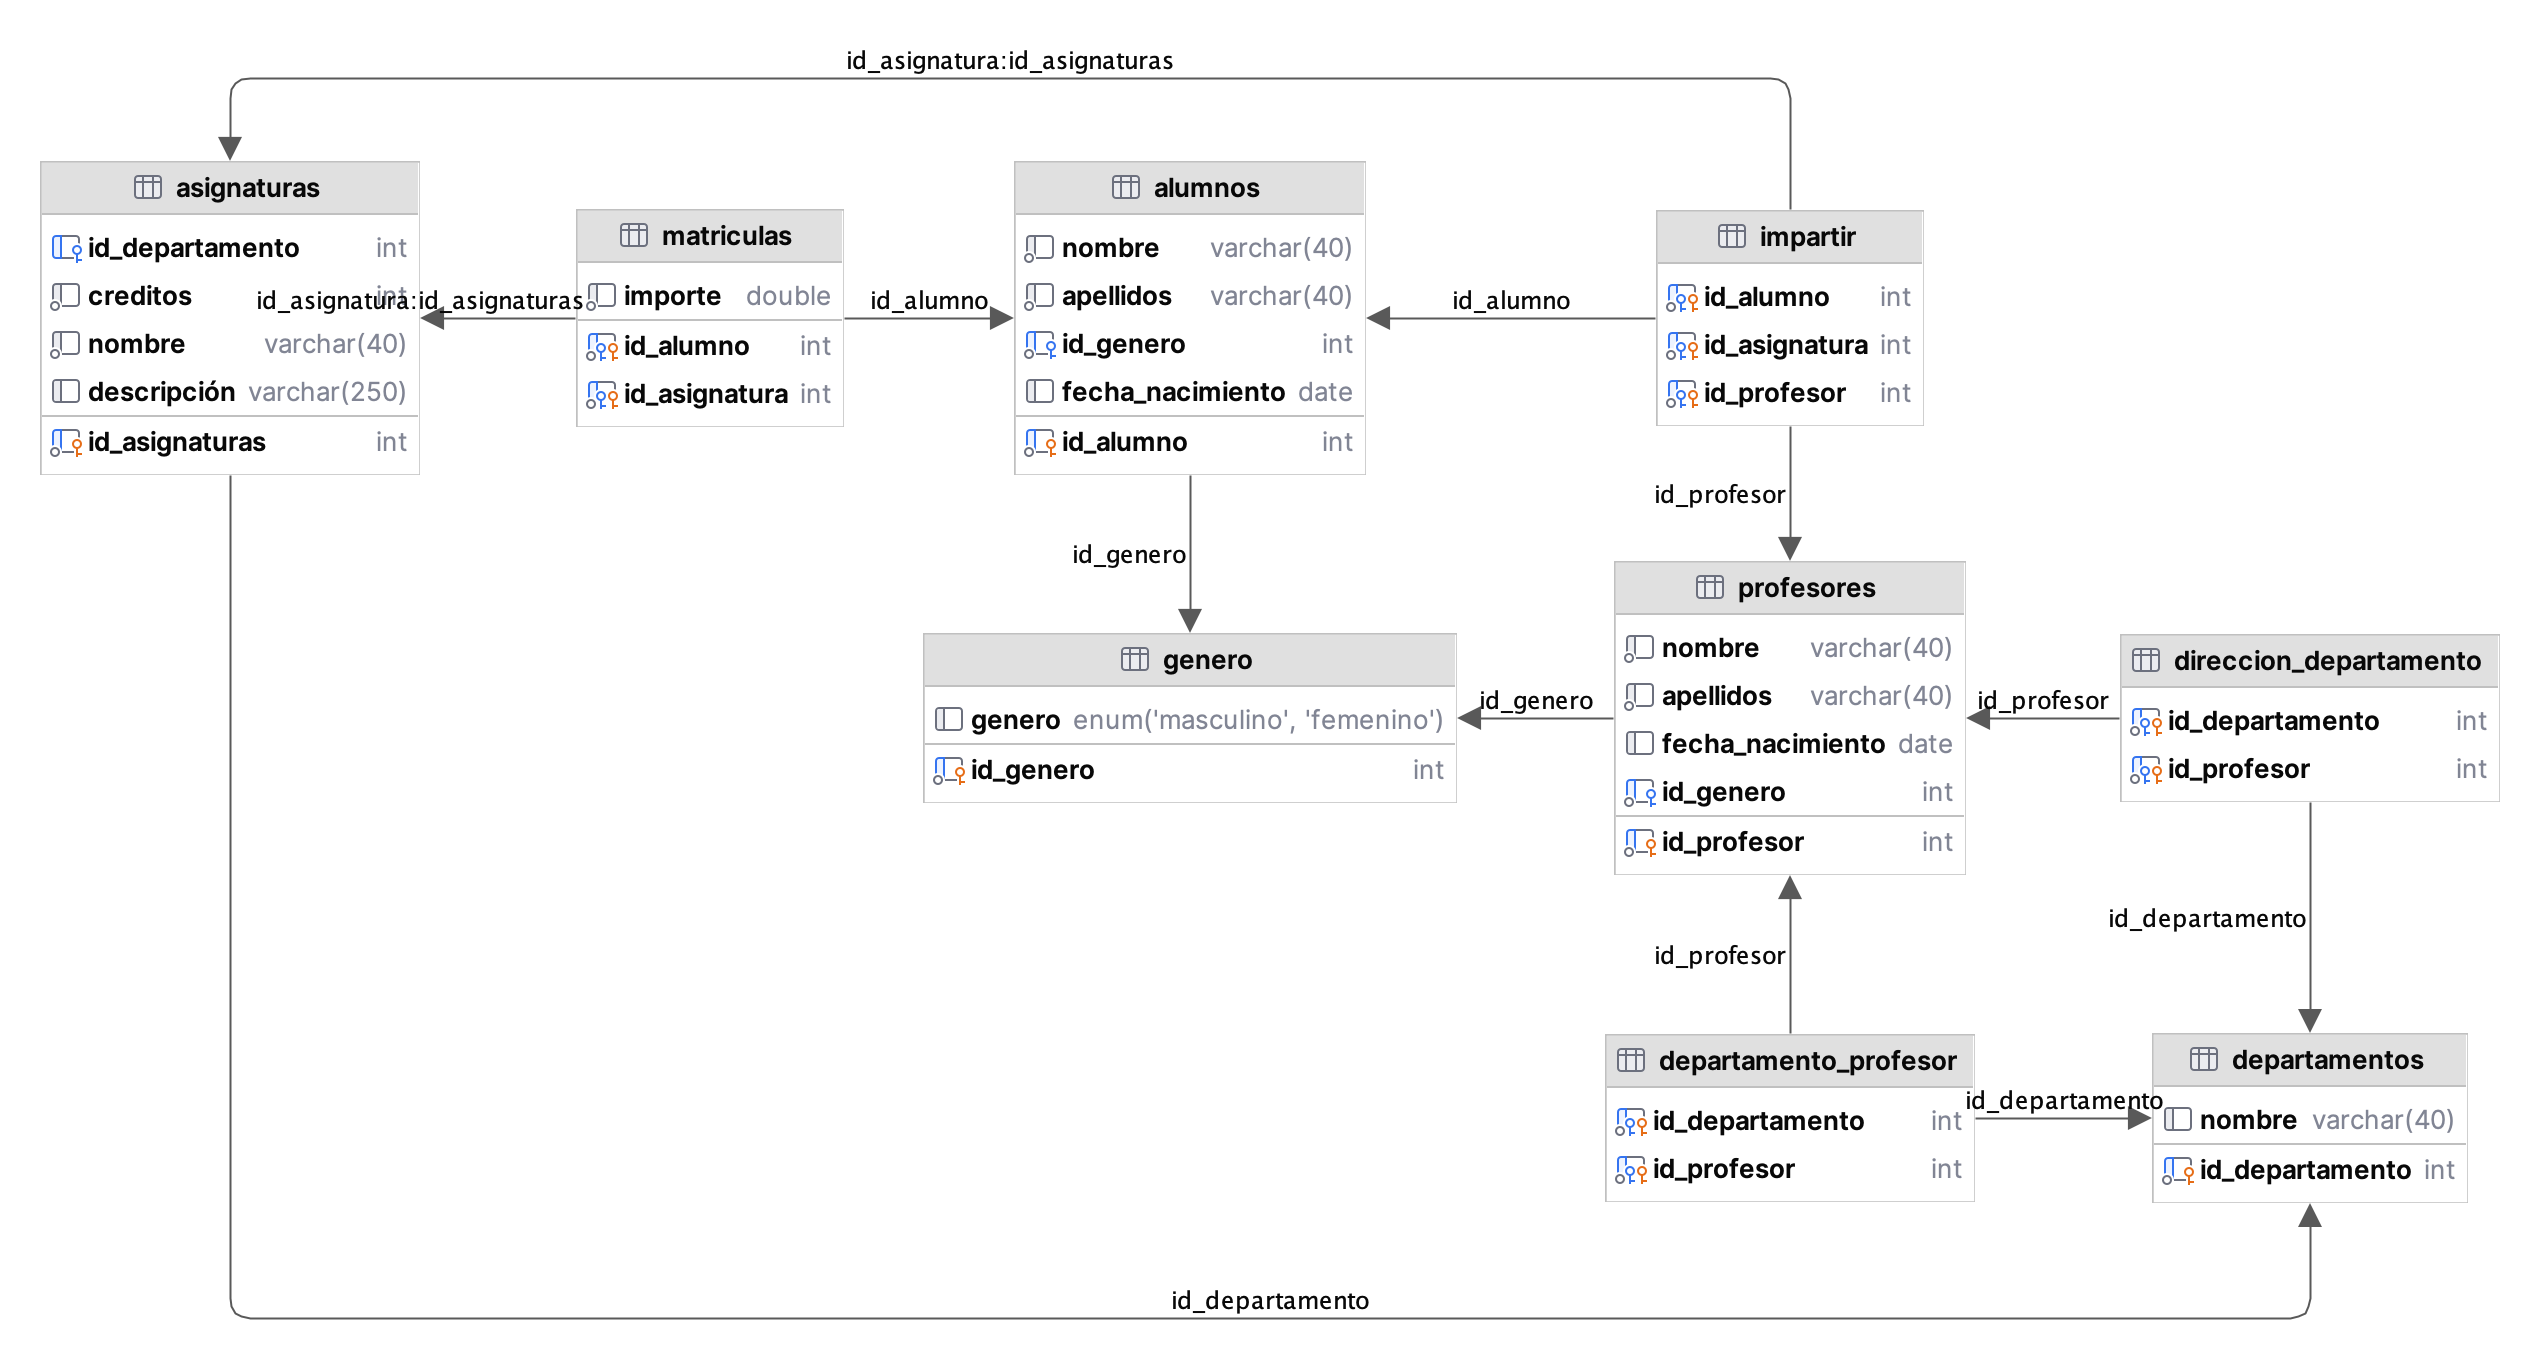 id_asignatura:id_asignaturas
asignaturas
id_departamento int
creditos int
nombre varchar(40)
descripción varchar(250)
id_asignaturas int
id_asignatura:id_asignaturas
matriculas
importe double
id_alumno int
id_asignatura int
id_alumno
alumnos
nombre varchar(40)
apellidos varchar(40)
id_genero int
fecha_nacimiento date
id_alumno int
id_alumno
impartir
id_alumno int
id_asignatura int
id_profesor int
id_profesor
id_genero
genero
genero enum('masculino', 'femenino')
id_genero int
id_genero
profesores
nombre varchar(40)
apellidos varchar(40)
fecha_nacimiento date
id_genero int
id_profesor int
id_profesor
direccion_departamento
id_departamento int
id_profesor int
id_departamento
id_profesor
departamento_profesor
id_departamento int
id_profesor int
id_departamento
departamentos
nombre varchar(40)
id_departamento int
id_departamento